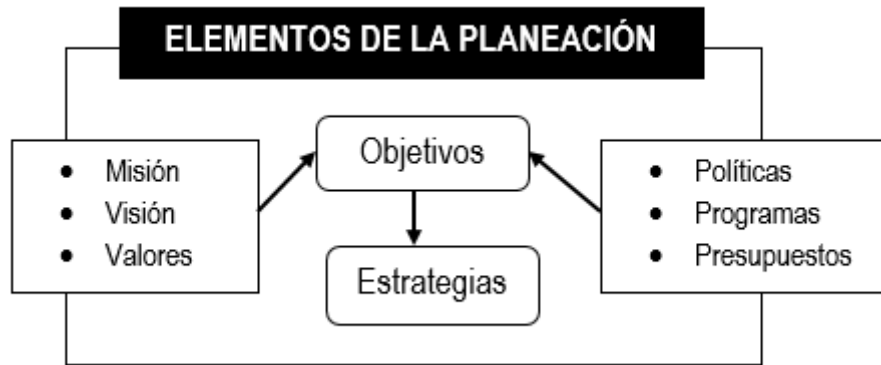 ELEMENTOS DE LA PLANEACIÓN
• Misión
• Visión
• Valores
Objetivos
Estrategias
• Políticas
• Programas
• Presupuestos